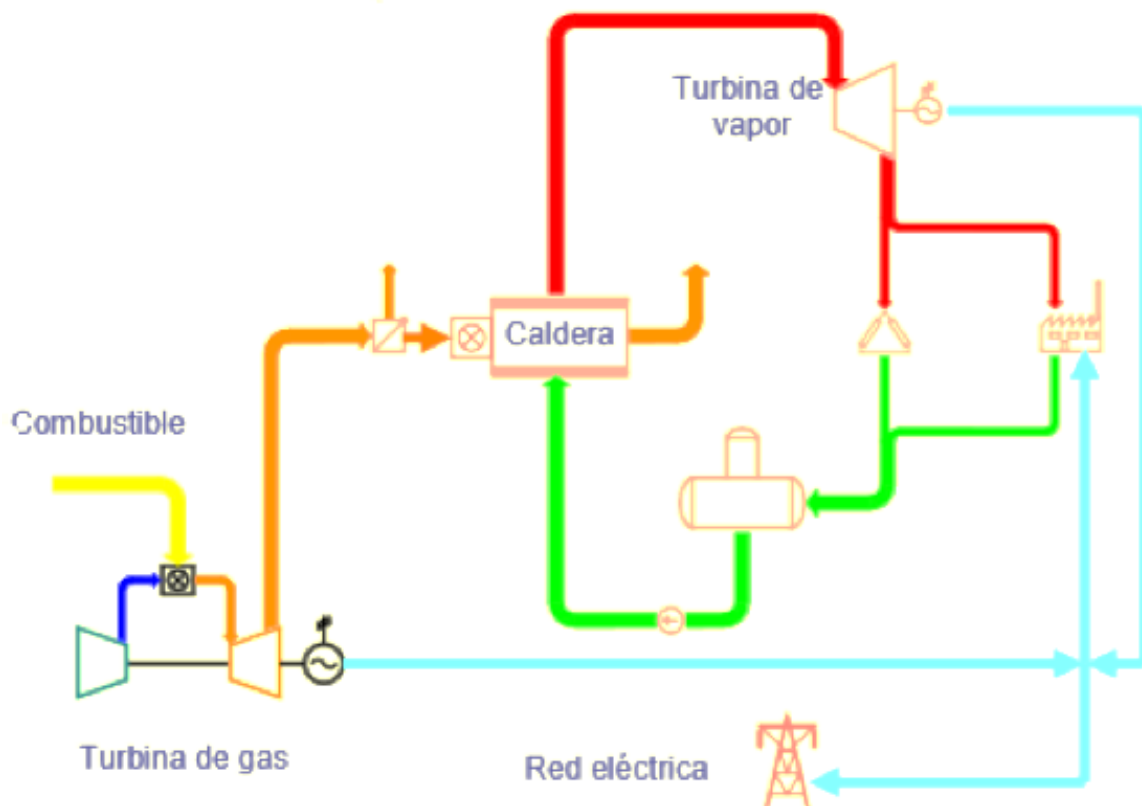 Turbina de
vapor
Caldera
Combustible
Turbina de gas
Red eléctrica